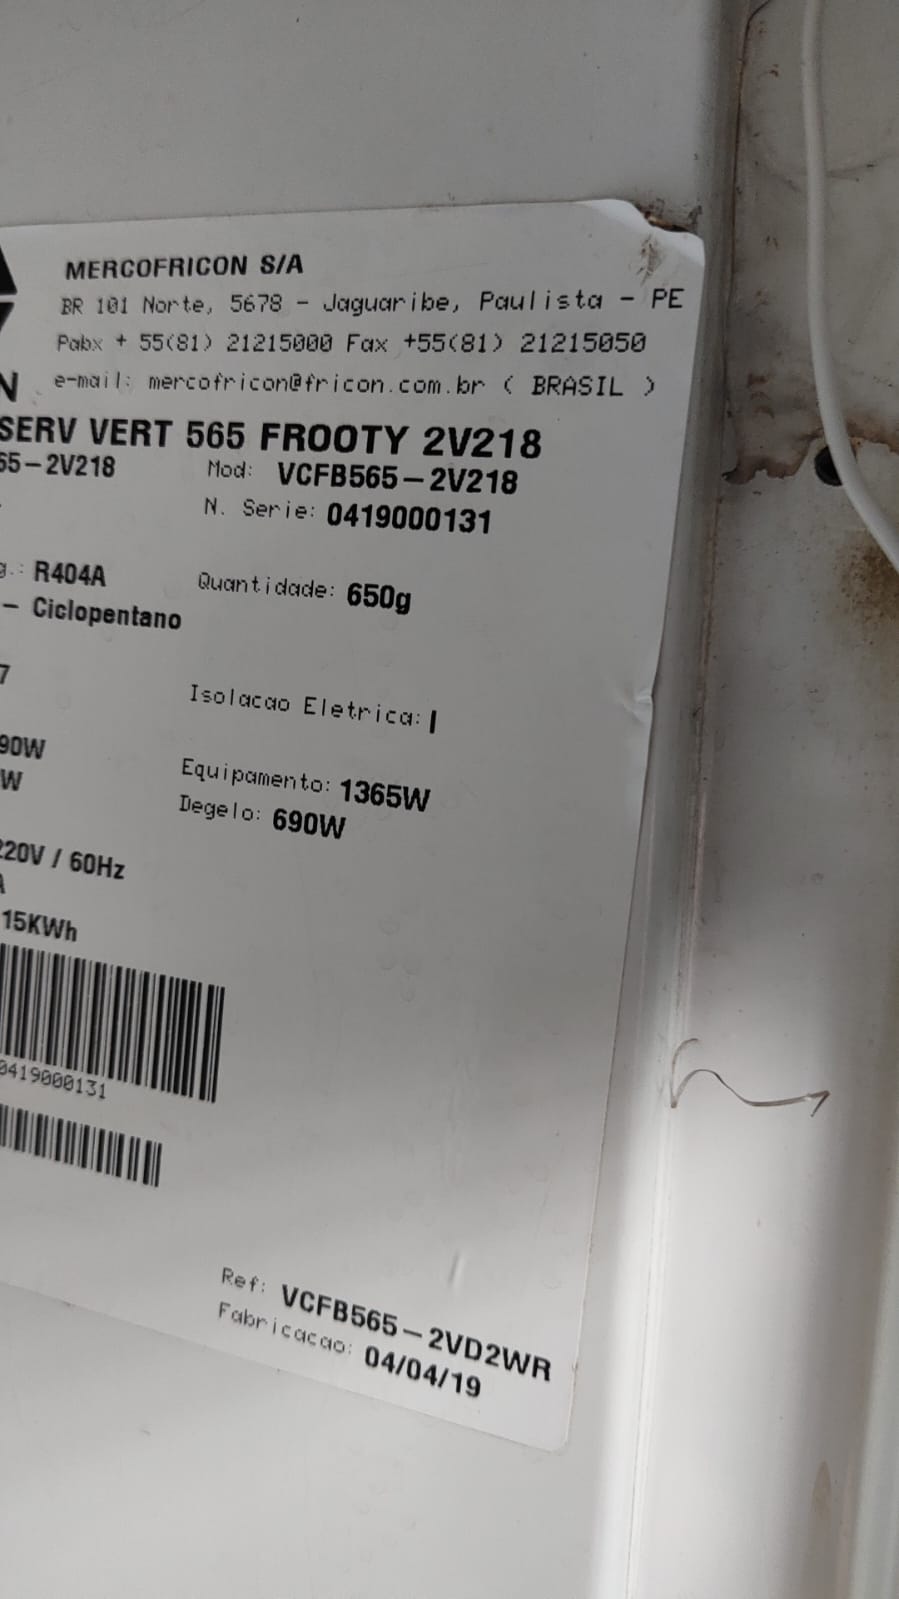 MERCOFRICON S/A
BR 101 Norte, 5678 - Jaguaribe, Paulista - PE
Pabx + 55(81) 21215000 Fax +55(81) 21215050
N e-mail: mercofricon@fricon.com.br ( BRASIL )
SERV VERT 565 FROOTY 2V218
65-2V218 Mod: VCFB565-2V218
N. Serie: 0419000131
g.: R404A Quantidade: 650g
- Ciclopentano
7 Isolacao Eletrica: I
90W Equipamento: 1365W
W Degelo: 690W
220V / 60Hz
A
15KWh
0419000131
Ref: VCFB565-2VD2WR
Fabricacao: 04/04/19